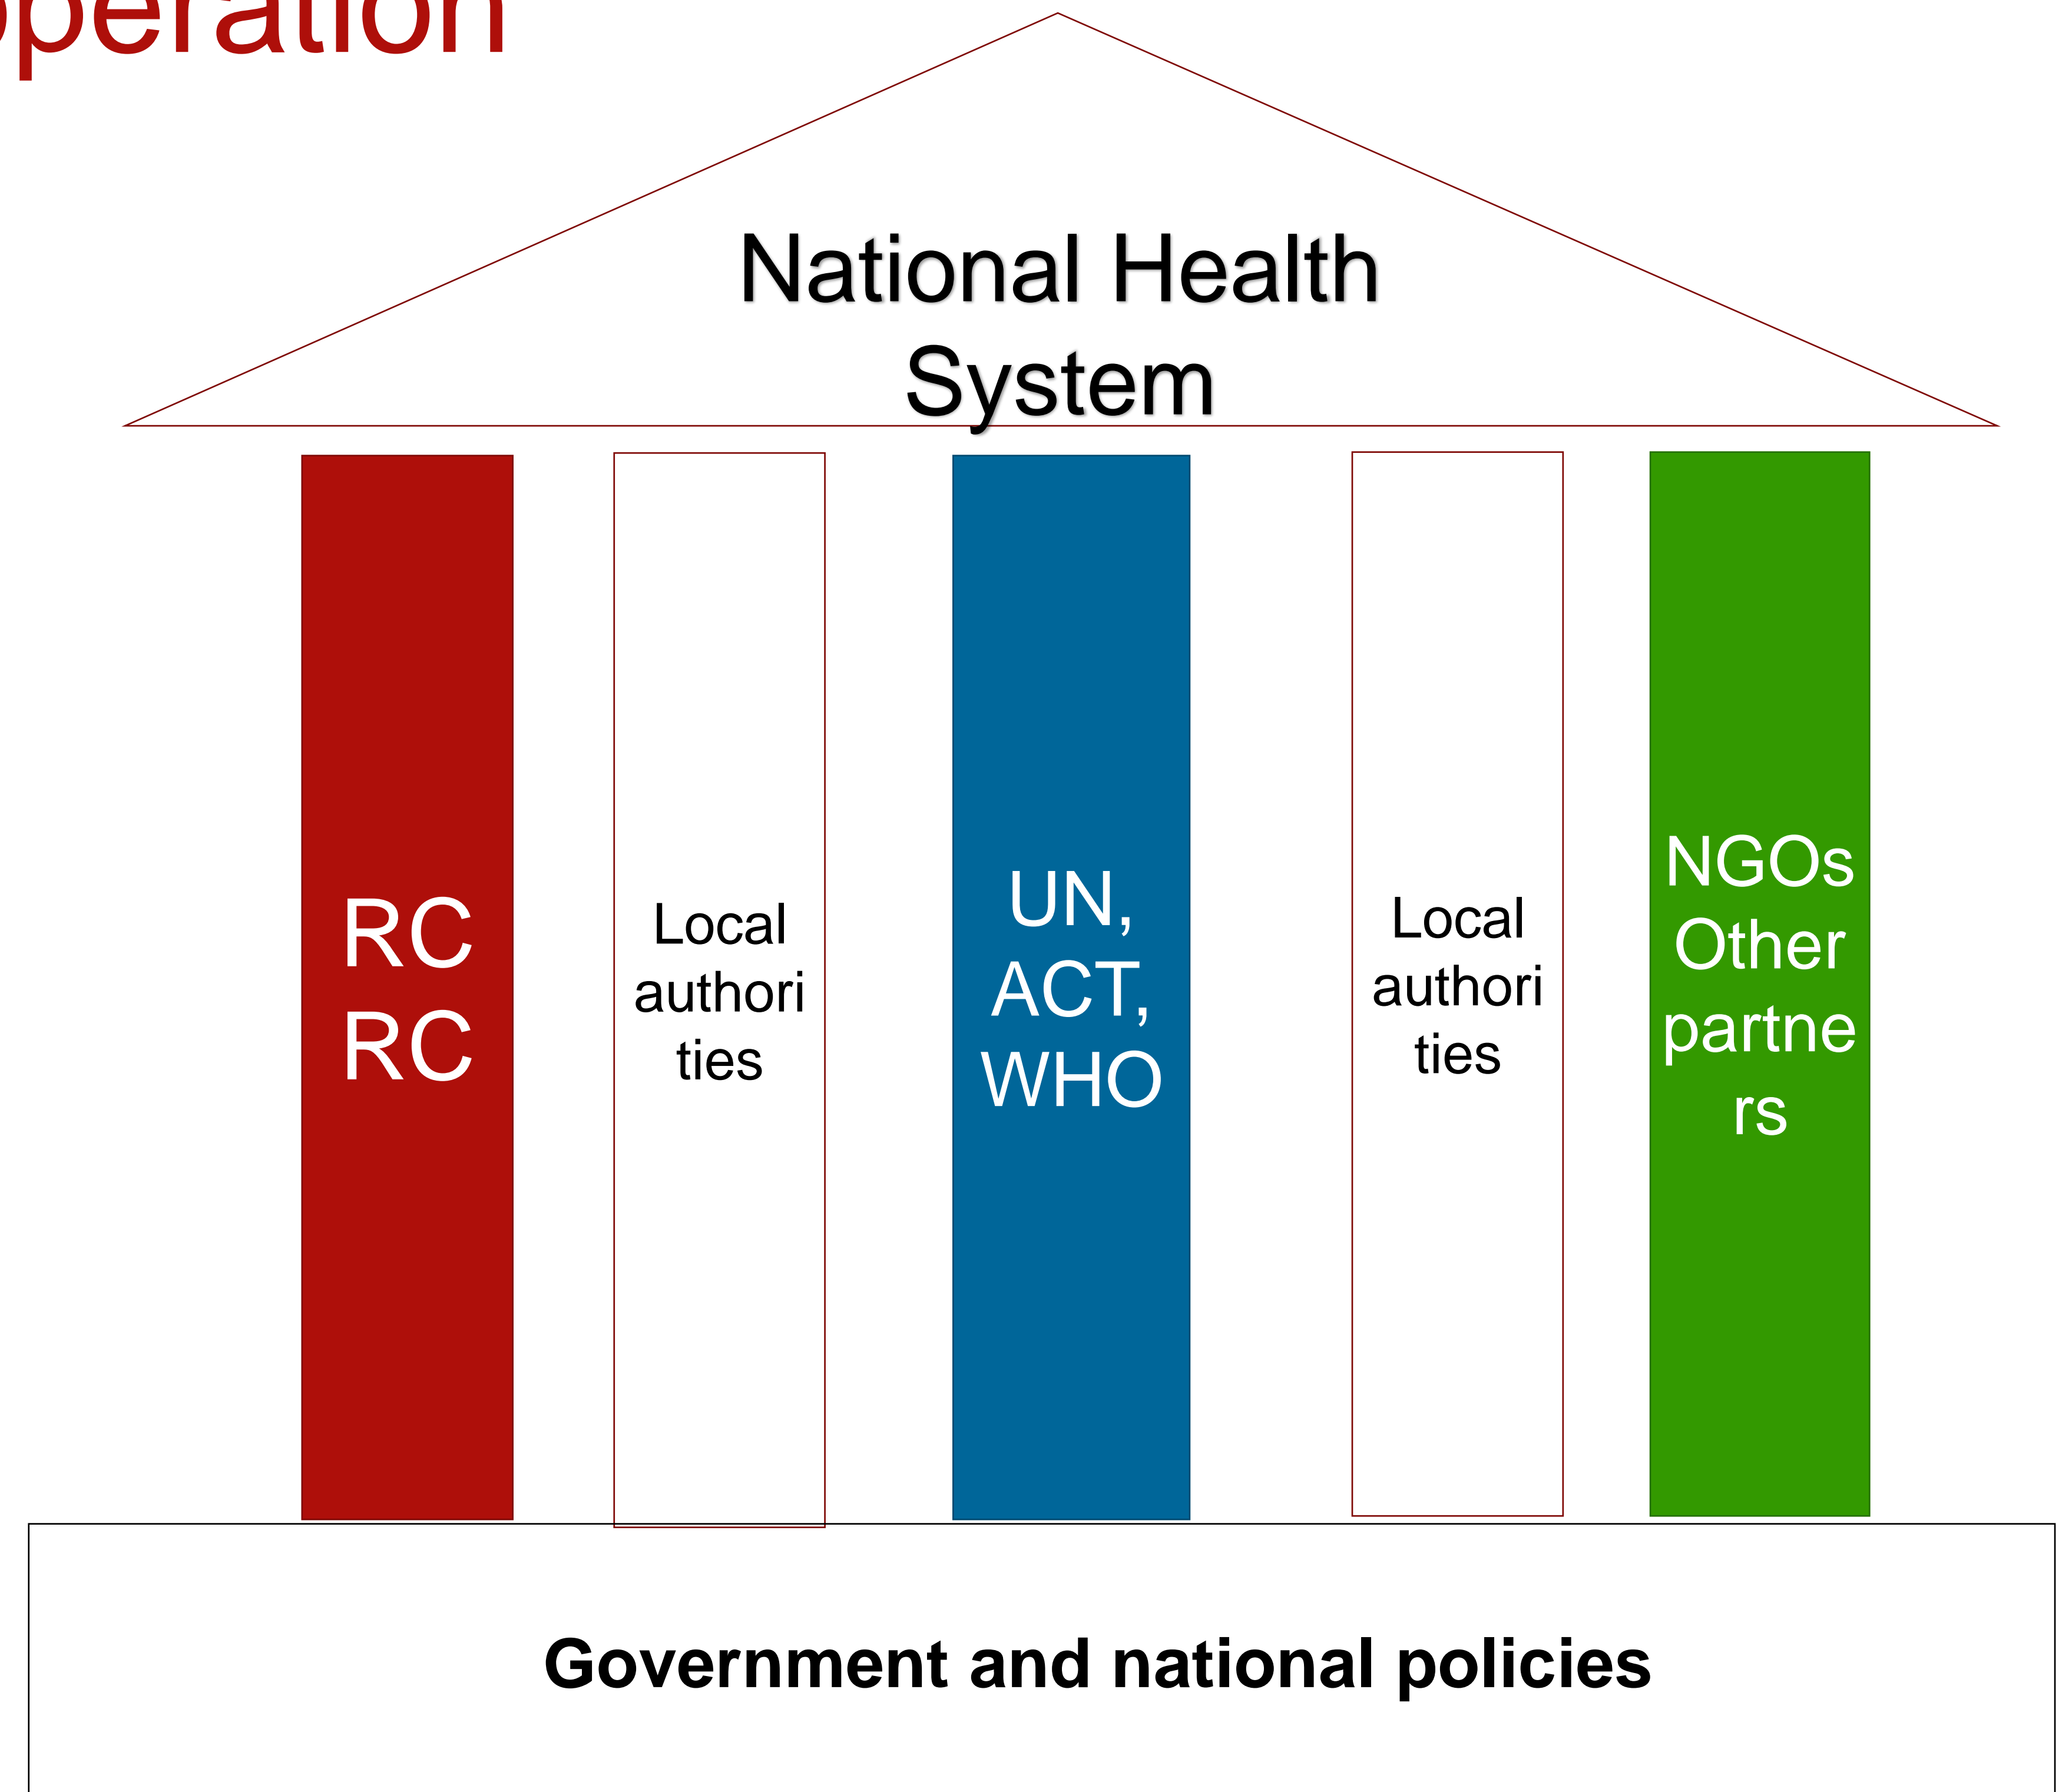 peration
National Health
System
RC
RC
Local
authori
ties
UN,
ACT,
WHO
Local
authori
ties
NGOs
Other
partne
rs
Government and national policies